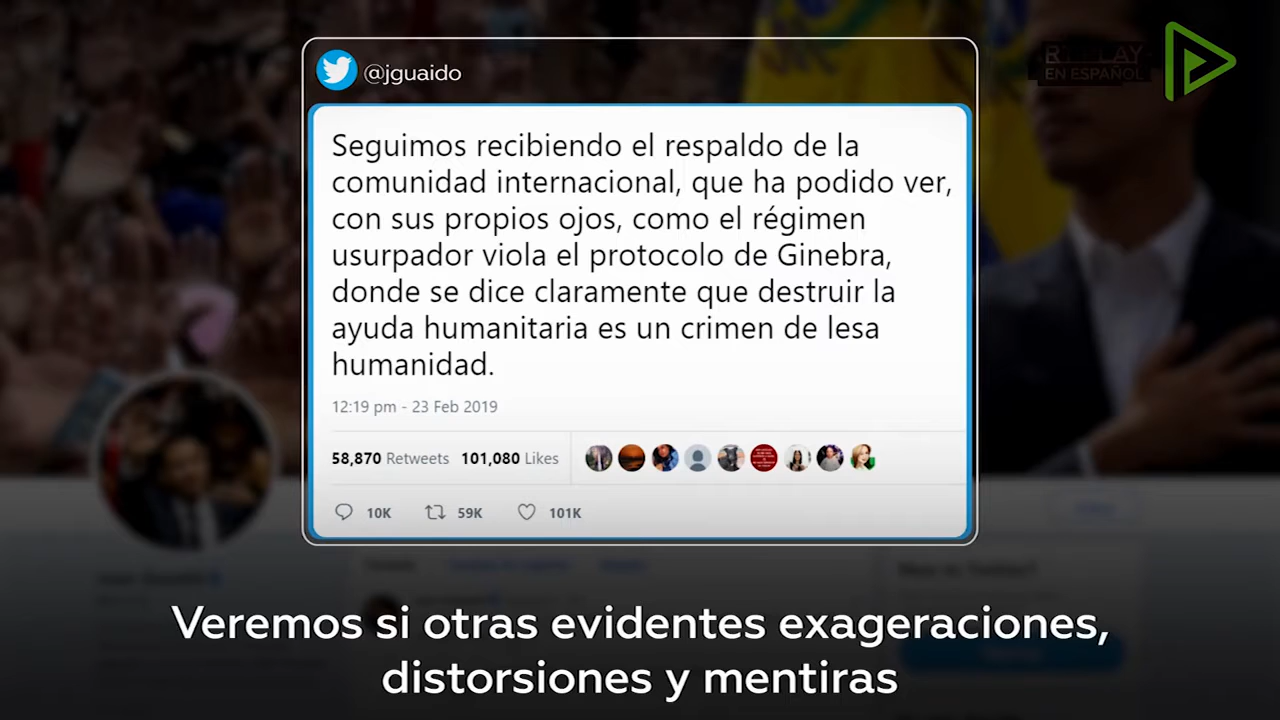 @jguaido
RT PLAY
EN ESPAÑOL
Seguimos recibiendo el respaldo de la
comunidad internacional, que ha podido ver,
con sus propios ojos, como el régimen
usurpador viola el protocolo de Ginebra,
donde se dice claramente que destruir la
ayuda humanitaria es un crimen de lesa
humanidad.
12:19 pm - 23 Feb 2019
58,870 Retweets 101,080 Likes
10K 59K 101K
Veremos si otras evidentes exageraciones,
distorsiones y mentiras